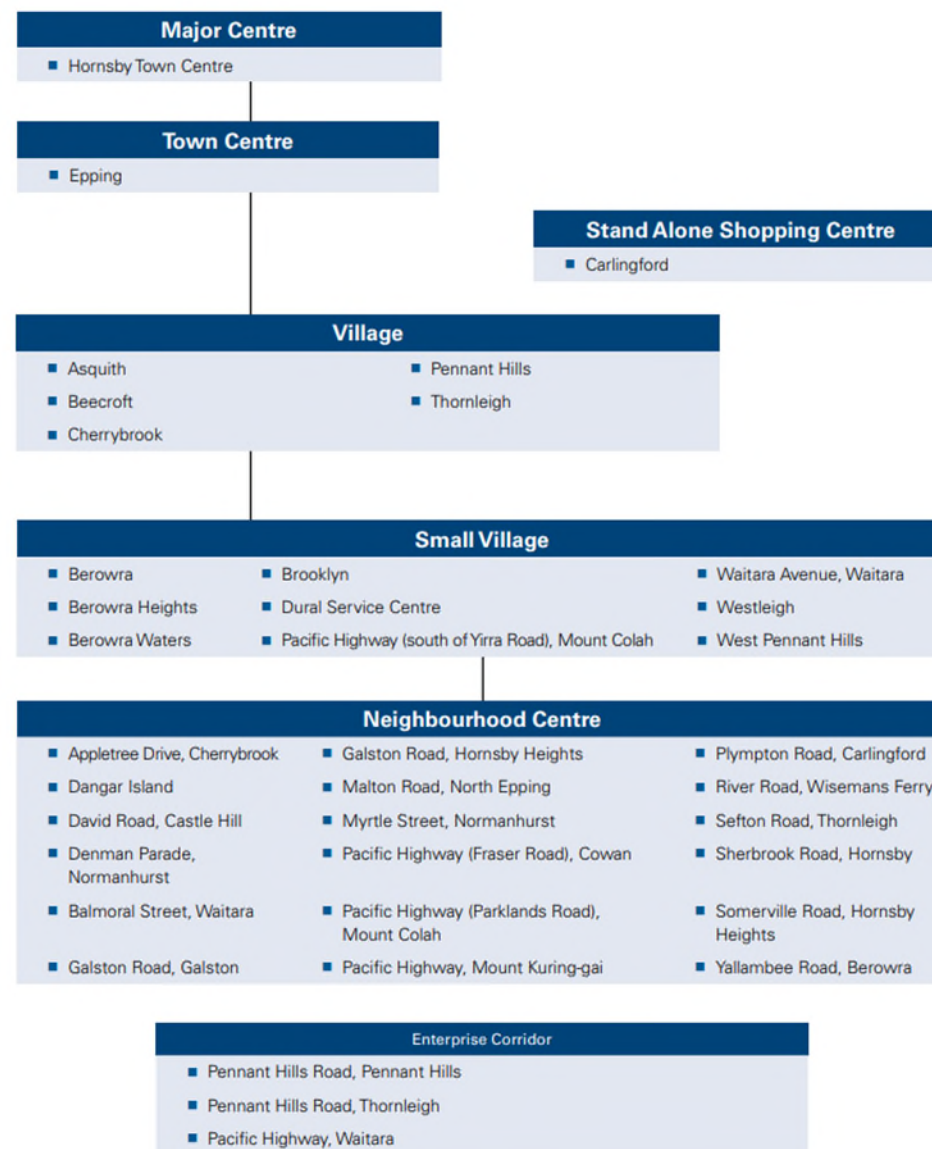 Major Centre
Hornsby Town Centre
Town Centre
Epping
Stand Alone Shopping Centre
Carlingford
Village
Asquith
Beecroft
Cherrybrook
Pennant Hills
Thornleigh
Small Village
Berowra
Berowra Heights
Berowra Waters
Brooklyn
Dural Service Centre
Pacific Highway (south of Yirra Road), Mount Colah
Waitara Avenue, Waitara
Westleigh
West Pennant Hills
Neighbourhood Centre
Appletree Drive, Cherrybrook
Dangar Island
David Road, Castle Hill
Denman Parade,
Normanhurst
Balmoral Street, Waitara
Galston Road, Galston
Galston Road, Hornsby Heights
Malton Road, North Epping
Myrtle Street, Normanhurst
Pacific Highway (Fraser Road), Cowan
Pacific Highway (Parklands Road),
Mount Colah
Pacific Highway, Mount Kuring-gai
Plympton Road, Carlingford
River Road, Wisemans Ferry
Sefton Road, Thornleigh
Sherbrook Road, Hornsby
Somerville Road, Hornsby
Heights
Yallambee Road, Berowra
Enterprise Corridor
Pennant Hills Road, Pennant Hills
Pennant Hills Road, Thornleigh
Pacific Highway, Waitara